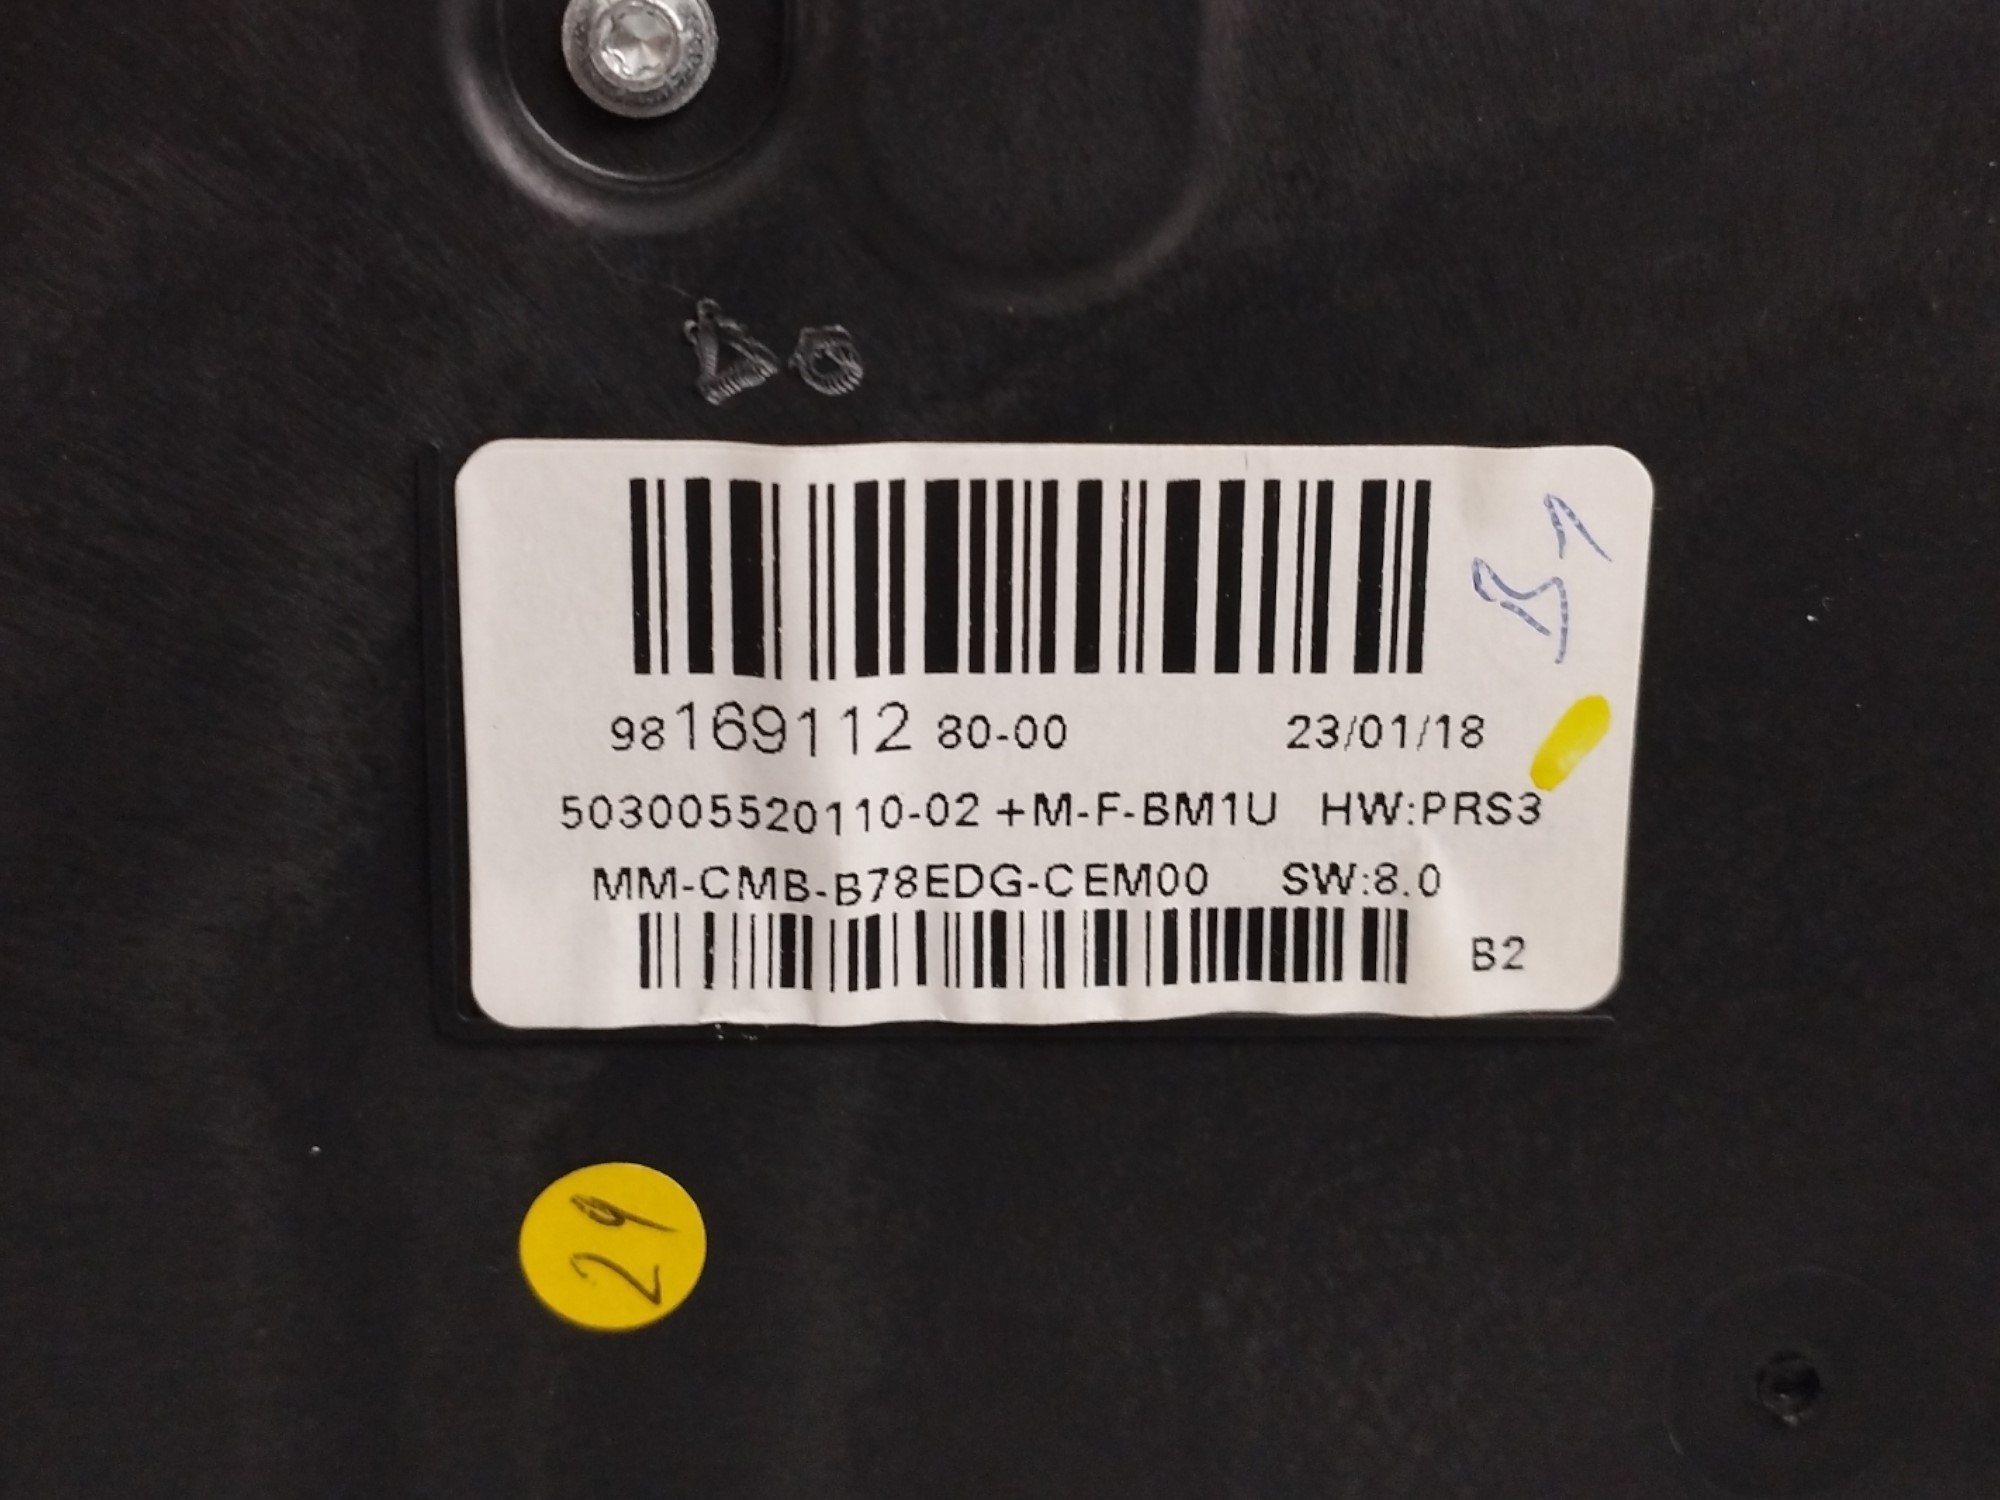 98169112 80-00 23/01/18
503005520110-02 +M-F-BM1U HW:PRS3
MM-CMB-B78EDG-CEM00 SW:8.0
B2
29